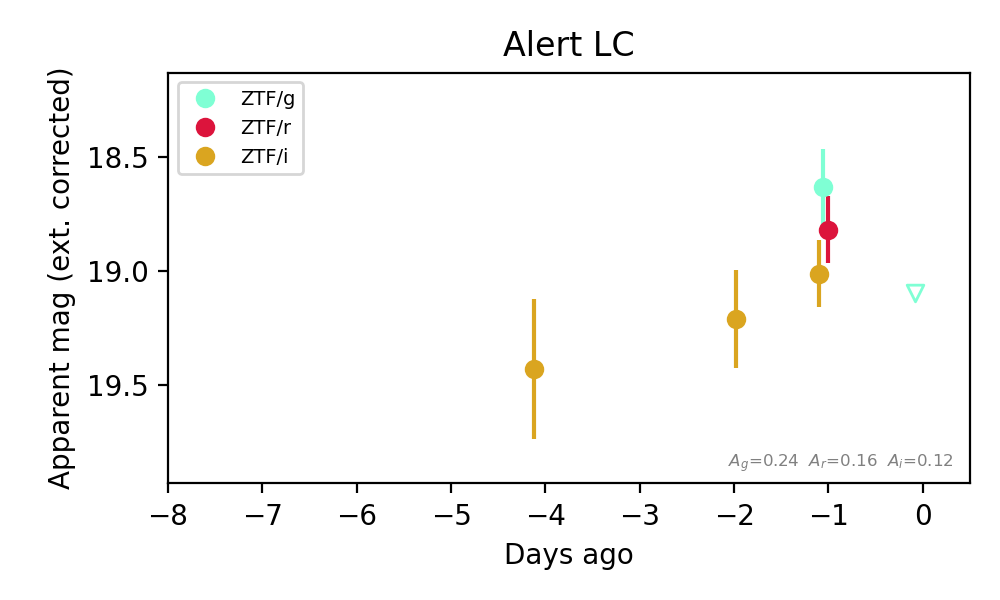 Alert LC
Apparent mag (ext. corrected)
18.5
19.0
19.5
ZTF/g
ZTF/r
ZTF/i
A_g=0.24 A_r=0.16 A_i=0.12
−8 −7 −6 −5 −4 −3 −2 −1 0
Days ago